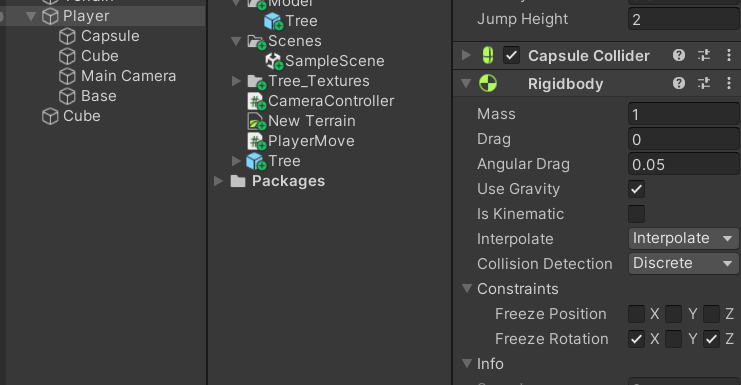 Player
Capsule
Cube
Main Camera
Base
Cube
Model
Tree
Scenes
SampleScene
Tree_Textures
CameraController
New Terrain
PlayerMove
Tree
Packages
Jump Height 2
Capsule Collider
Rigidbody
Mass 1
Drag 0
Angular Drag 0.05
Use Gravity
Is Kinematic
Interpolate Interpolate
Collision Detection Discrete
Constraints
Freeze Position X Y Z
Freeze Rotation X Y Z
Info